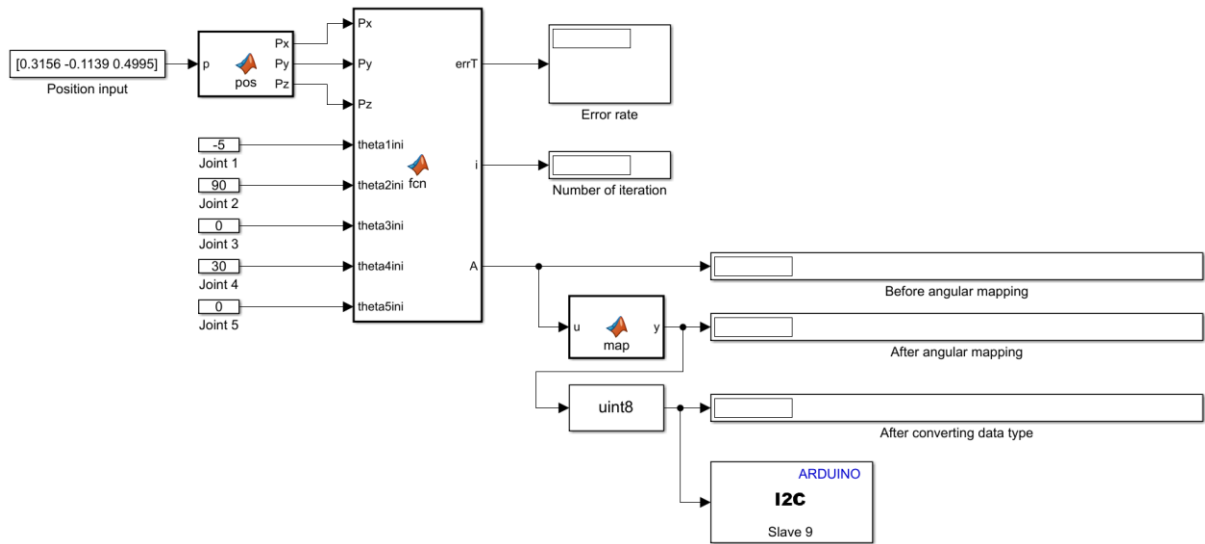 [0.3156 -0.1139 0.4995]
Position input
p
pos
Px
Py
Pz
-5
Joint 1
90
Joint 2
0
Joint 3
30
Joint 4
0
Joint 5
Px
Py
Pz
theta1ini
theta2ini
theta3ini
theta4ini
theta5ini
fcn
errT
i
A
Error rate
Number of iteration
Before angular mapping
u
map
y
After angular mapping
uint8
After converting data type
ARDUINO
I2C
Slave 9